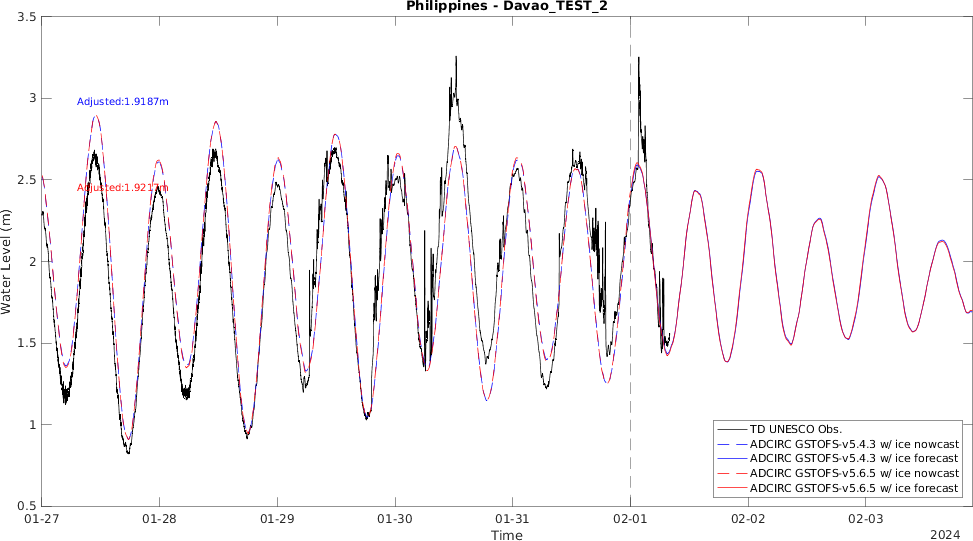 Philippines - Davao_TEST_2
3.5
3
2.5
2
1.5
1
0.5
Water Level (m)
Adjusted:1.9187m
Adjusted:1.9217m
TD UNESCO Obs.
ADCIRC GSTOFS-v5.4.3 w/ ice nowcast
ADCIRC GSTOFS-v5.4.3 w/ ice forecast
ADCIRC GSTOFS-v5.6.5 w/ ice nowcast
ADCIRC GSTOFS-v5.6.5 w/ ice forecast
01-27 01-28 01-29 01-30 01-31 02-01 02-02 02-03
Time
2024